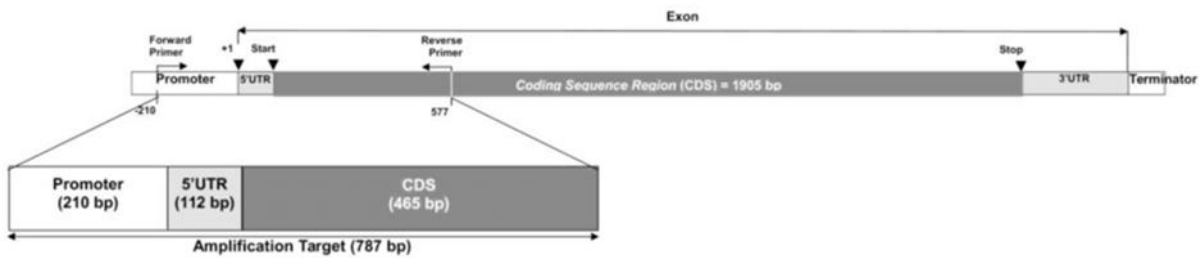 Exon
Forward
Primer
+1
Start
Reverse
Primer
Stop
Promoter
5'UTR
Coding Sequence Region (CDS) = 1905 bp
3'UTR
Terminator
-210
577
Promoter
(210 bp)
5'UTR
(112 bp)
CDS
(465 bp)
Amplification Target (787 bp)